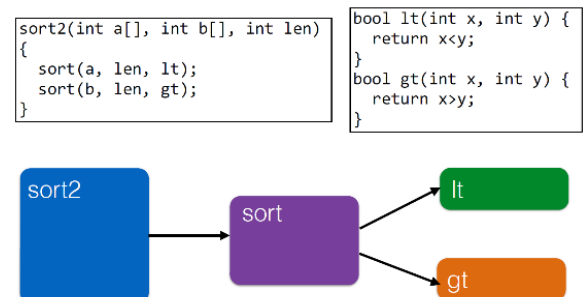 sort2(int a[], int b[], int len)
{
  sort(a, len, lt);
  sort(b, len, gt);
}
bool lt(int x, int y) {
  return x<y;
}
bool gt(int x, int y) {
  return x>y;
}
sort2
sort
lt
gt